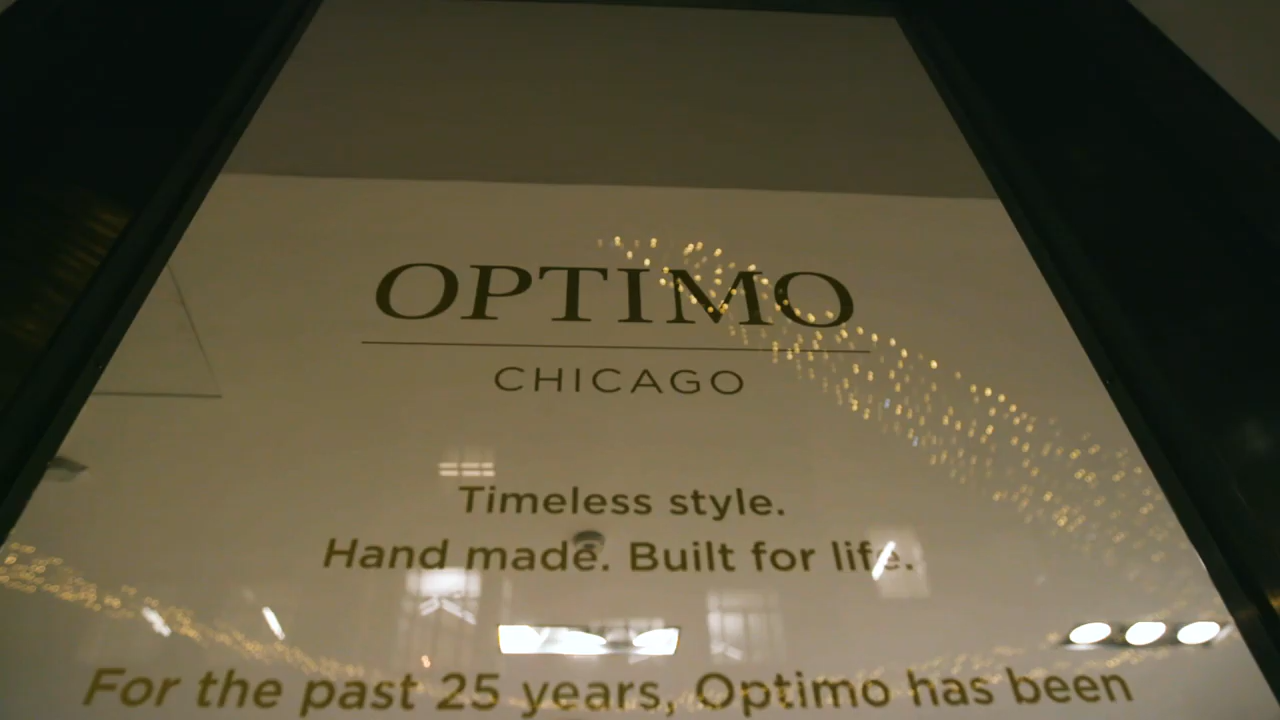 OPTIMO
CHICAGO
Timeless style.
Hand made. Built for life.
For the past 25 years, Optimo has been